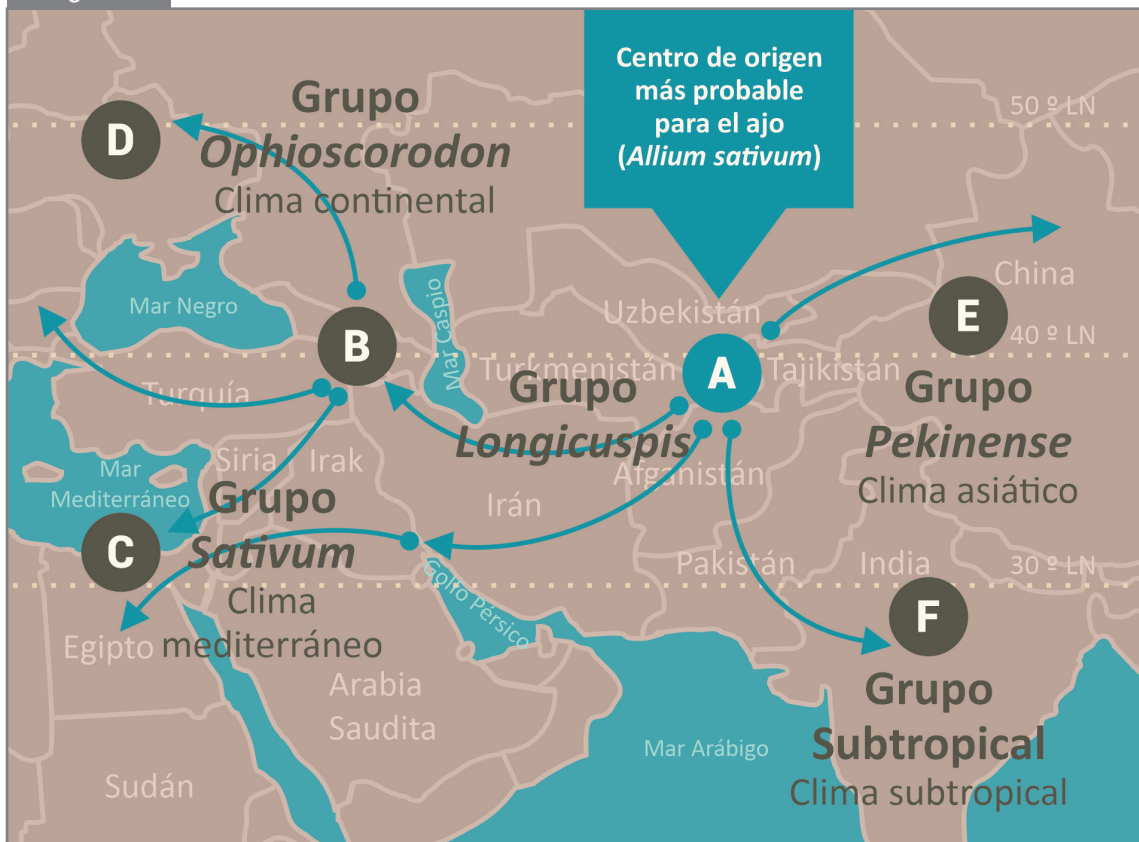 Centro de origen
más probable
para el ajo
(Allium sativum)
50 º LN
D
Grupo
Ophioscorodon
Clima continental
Mar Negro
Mar Caspio
Uzbekistán
China
E
40 º LN
B
Turkmenistán
A
Tajikistán
Turquía
Grupo
Longicuspis
Grupo
Pekinense
Clima asiático
Siria
Irak
Afganistán
Mar
Mediterráneo
Irán
Grupo
Sativum
Clima
mediterráneo
C
Pakistán
India
30 º LN
Golfo Pérsico
F
Egipto
Arabia
Saudita
Grupo
Subtropical
Clima subtropical
Mar Arábigo
Sudán